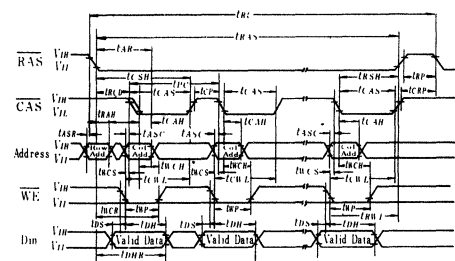 tRC
tRAS
tAR
RAS
VIH
VIL
tCSH
tPC
tRSH
tRP
tRCD
tCAS
tCP
tCAS
tCAS
tCRP
CAS
VIH
VIL
tRAH
tCAH
tCAH
tCAH
tASR
tASC
tASC
tASC
Address
VIH
VIL
Row Add
Col Add
Col Add
Col Add
tWCH
tWCH
tWCH
tWCS
tCWL
tWCS
tCWL
tWCS
tCWL
WE
VIH
VIL
tWCR
tWP
tWP
tWP
tRWL
tDS
tDH
tDS
tDH
tDS
tDH
Din
VIH
VIL
Valid Data
Valid Data
Valid Data
tDHR